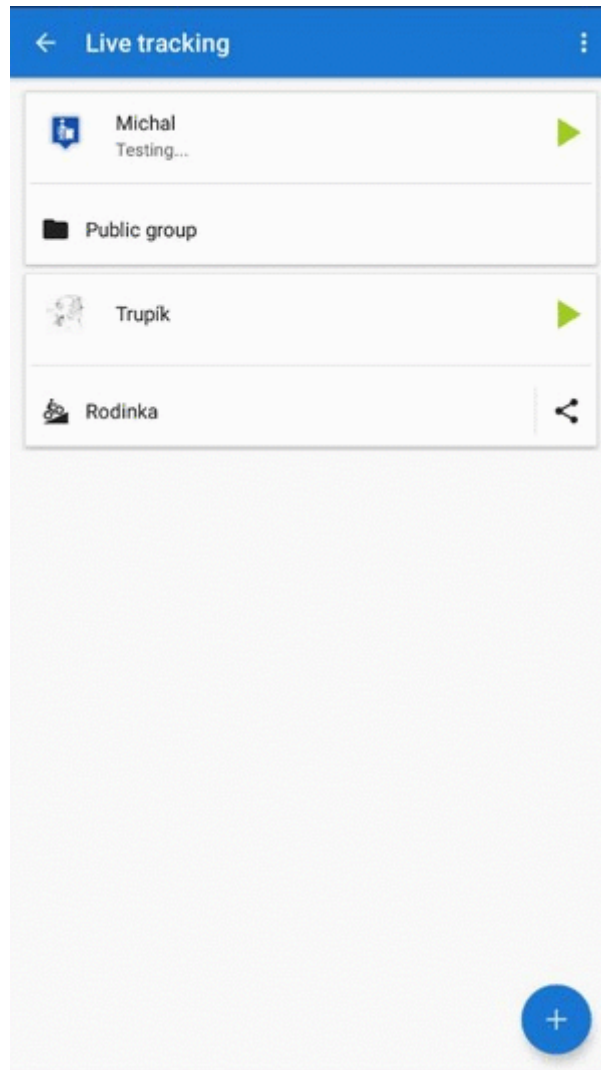 Live tracking
Michal
Testing...
Public group
Trupík
Rodinka